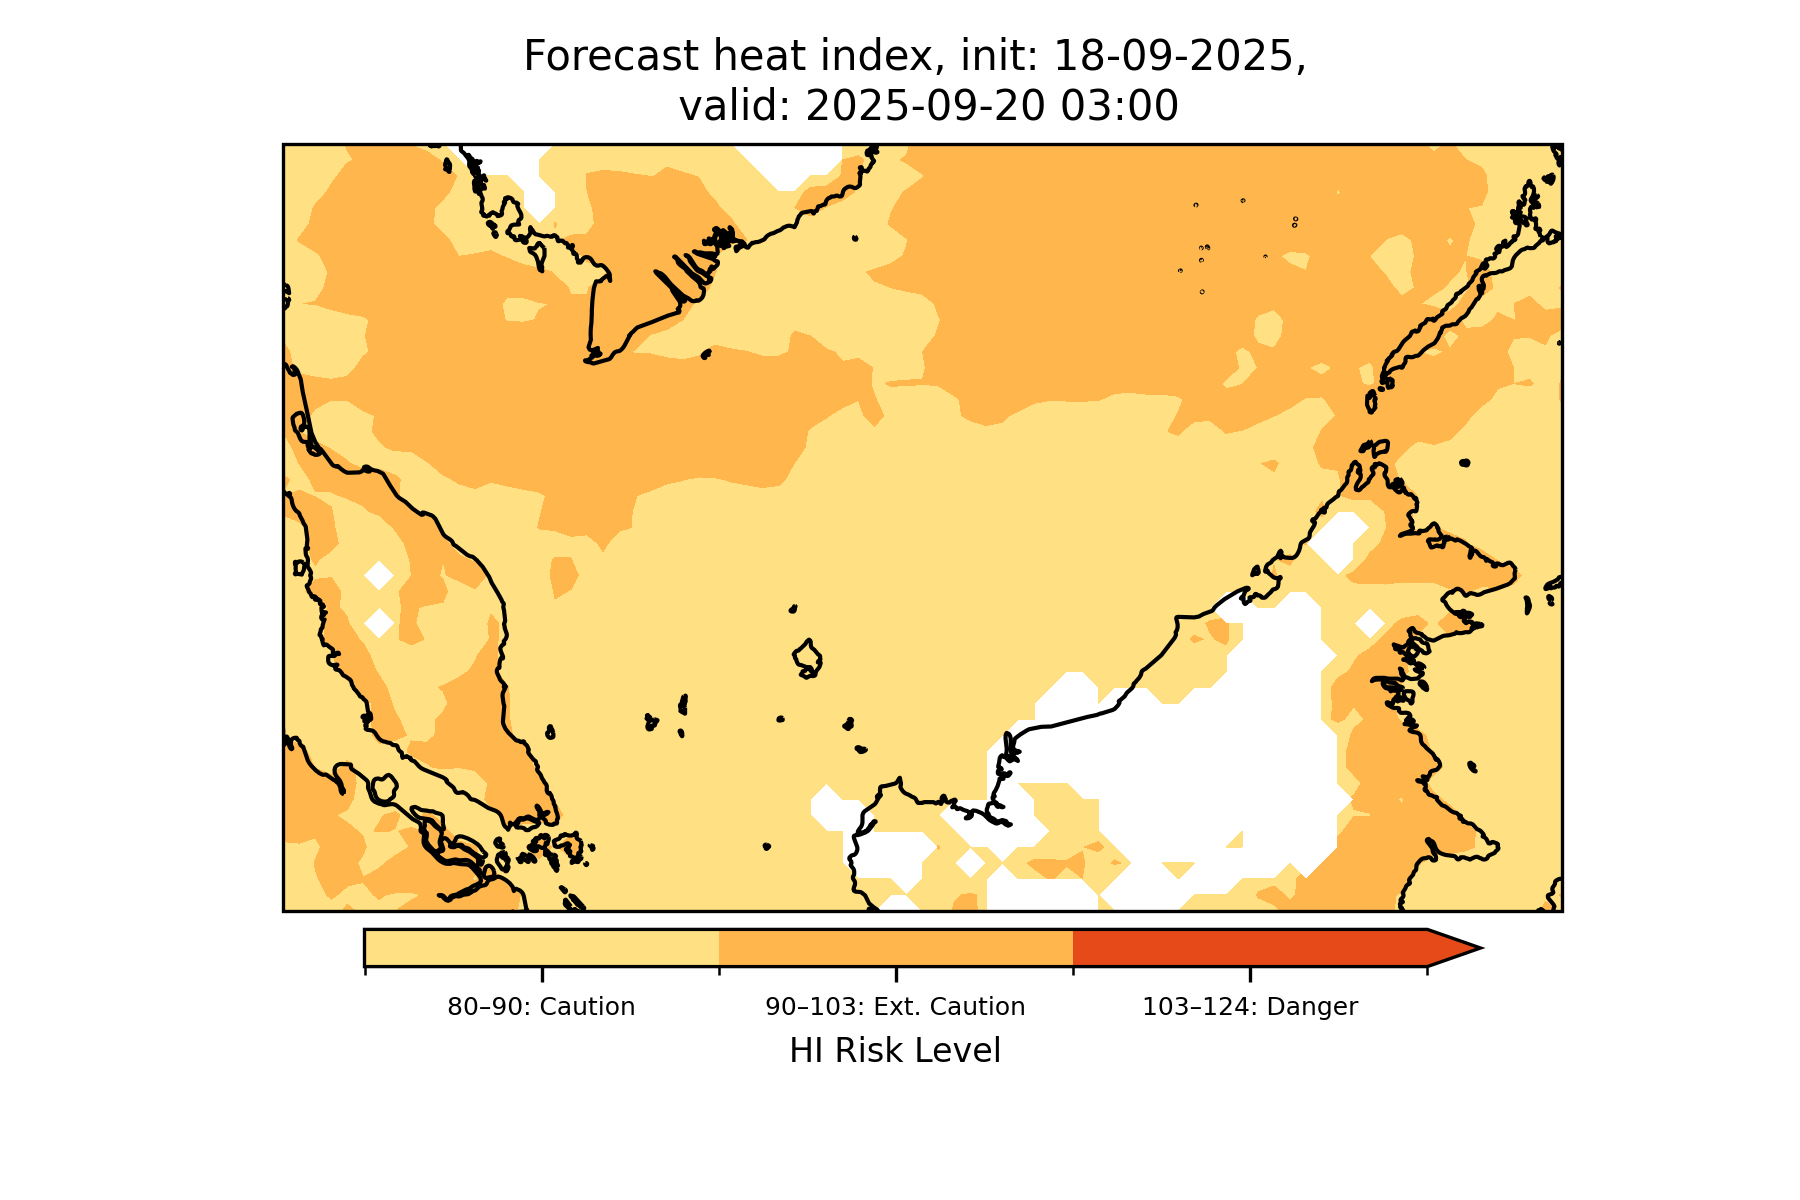 Forecast heat index, init: 18-09-2025,
valid: 2025-09-20 03:00
80–90: Caution
90–103: Ext. Caution
103–124: Danger
HI Risk Level